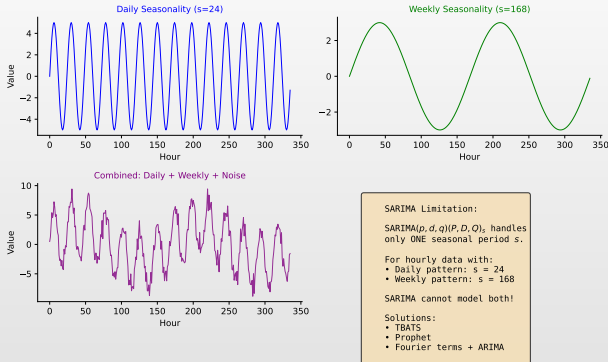 Daily Seasonality (s=24)
4
2
0
−2
−4
Value
0 50 100 150 200 250 300 350
Hour
Weekly Seasonality (s=168)
2
0
−2
0 50 100 150 200 250 300 350
Hour
Combined: Daily + Weekly + Noise
10
5
0
−5
Value
0 50 100 150 200 250 300 350
Hour
SARIMA Limitation:
SARIMA(p, d, q)(P, D, Q)s handles
only ONE seasonal period s.
For hourly data with:
• Daily pattern: s = 24
• Weekly pattern: s = 168
SARIMA cannot model both!
Solutions:
• TBATS
• Prophet
• Fourier terms + ARIMA